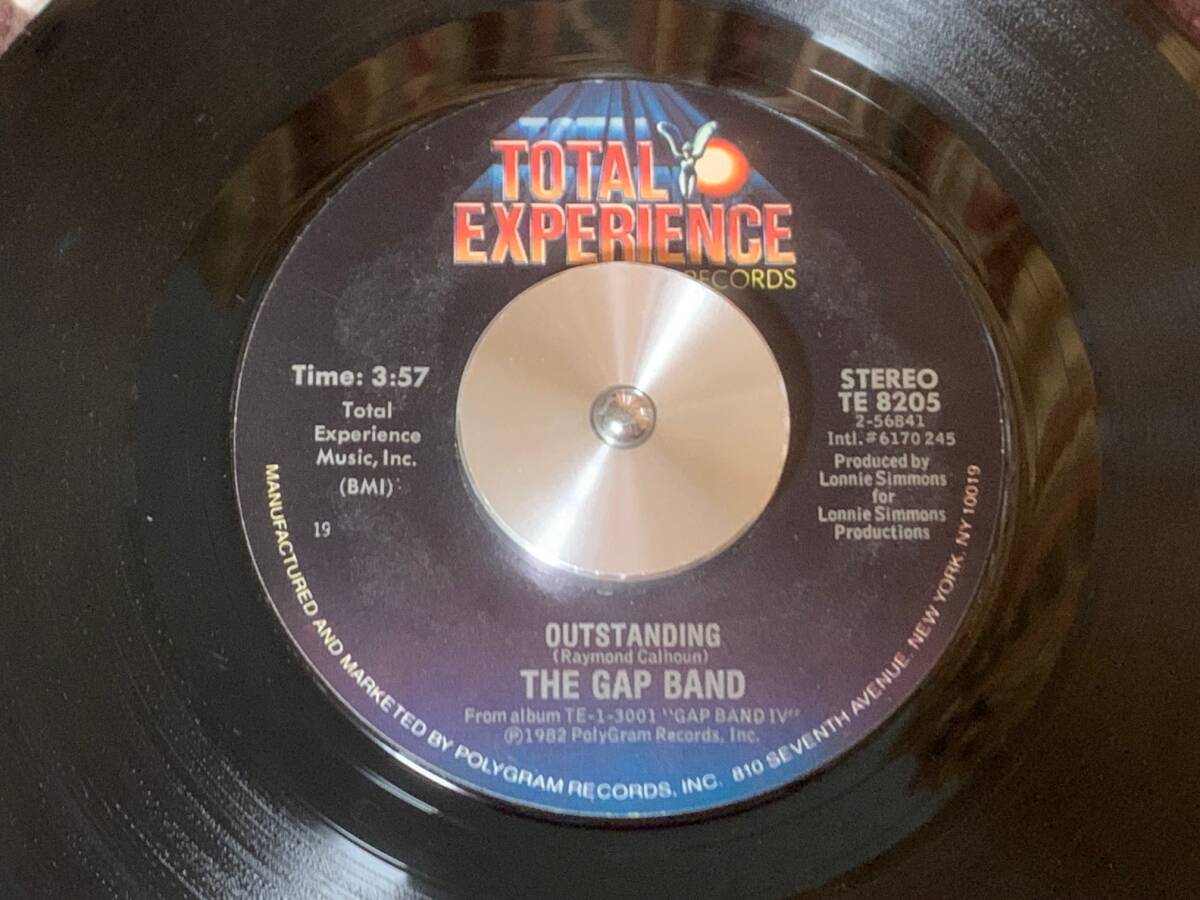 TOTAL
EXPERIENCE
RECORDS
Time: 3:57
Total
Experience
Music, Inc.
(BMI)
19
STEREO
TE 8205
2-56841
Intl.#6170 245
Produced by
Lonnie Simmons
for
Lonnie Simmons
Productions
OUTSTANDING
(Raymond Calhoun)
THE GAP BAND
From album TE-1-3001 "GAP BAND IV"
℗1982 PolyGram Records, Inc.
MANUFACTURED AND MARKETED BY POLYGRAM RECORDS, INC. 810 SEVENTH AVENUE, NEW YORK, NY 10019